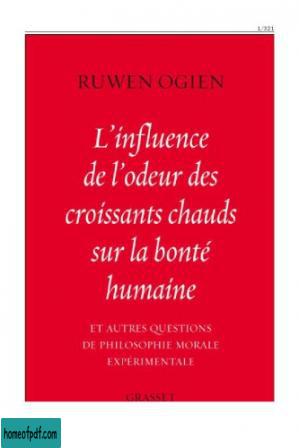 1/321
RUWEN OGIEN
L'influence
de l'odeur des
croissants chauds
sur la bonté
humaine
ET AUTRES QUESTIONS
DE PHILOSOPHIE MORALE
EXPÉRIMENTALE
GRASSET
homeofpdf.com